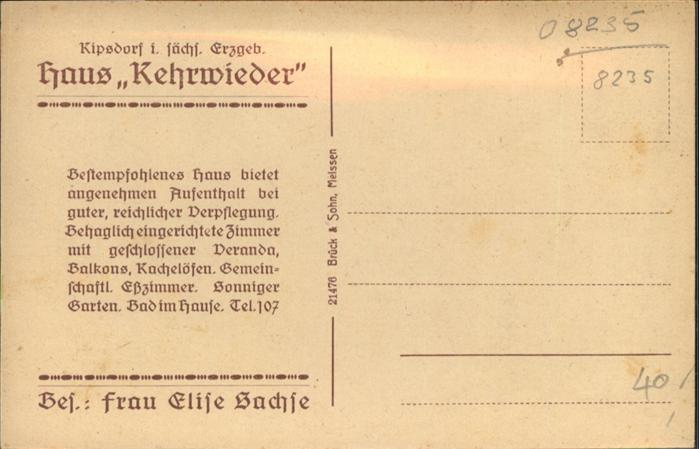 Kipsdorf i. sächs. Erzgeb.
Haus „Kehrwieder"
Bestempfohlenes Haus bietet
angenehmen Aufenthalt bei
guter, reichlicher Verpflegung.
Behaglich eingerichtete Zimmer
mit geschlossener Veranda,
Balkons, Kachelöfen. Gemein-
schaftl. Eßzimmer. Sonniger
Garten. Bad im Hause. Tel. 107
Bes.: Frau Elise Sachse
21476 Brück & Sohn, Meissen
08235
8235
40